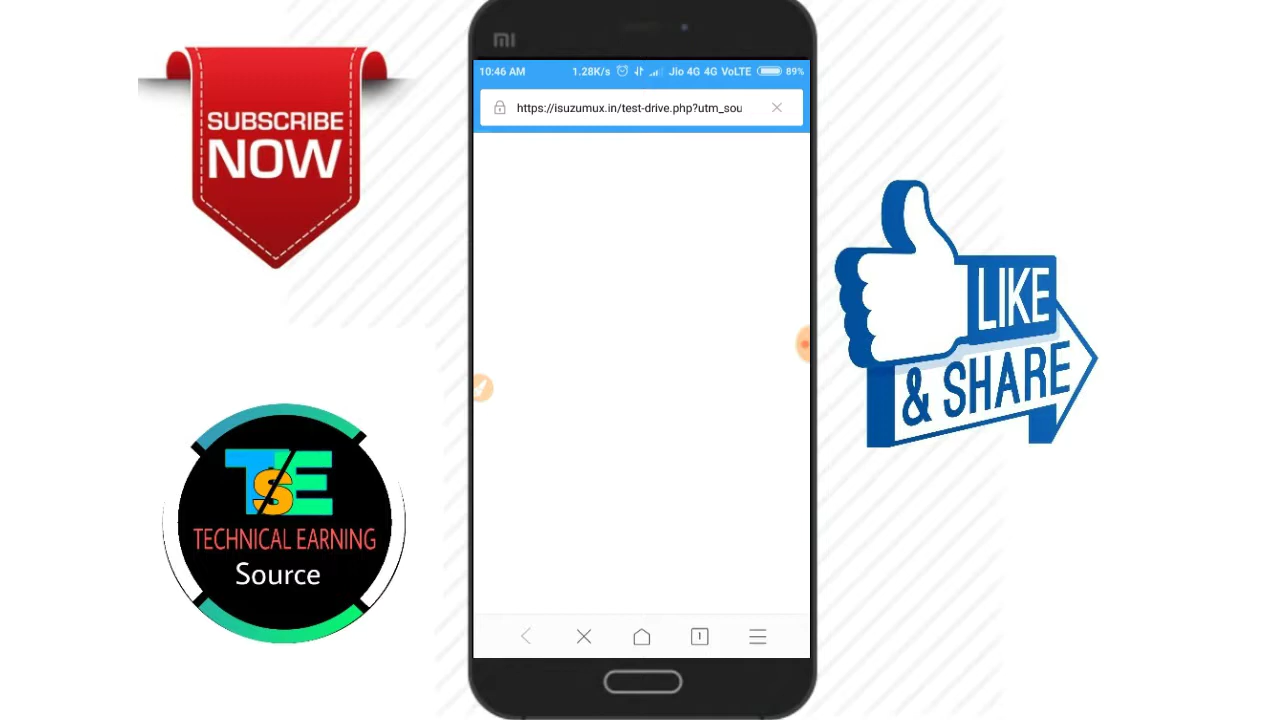 SUBSCRIBE
NOW
TECHNICAL EARNING
Source
10:46 AM 1.28K/s Jio 4G 4G VoLTE 89%
https://isuzumux.in/test-drive.php?utm_sou
1
LIKE
& SHARE
TSE
mi